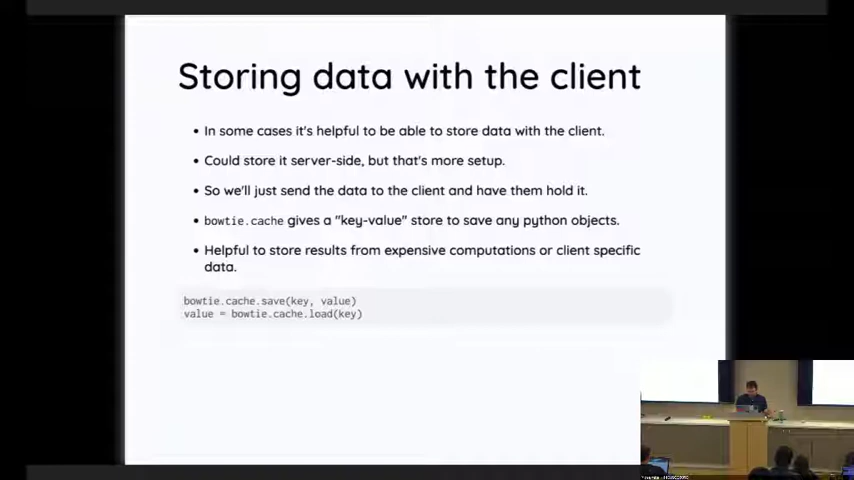 Storing data with the client
• In some cases it's helpful to be able to store data with the client.
• Could store it server-side, but that's more setup.
• So we'll just send the data to the client and have them hold it.
• bowtie.cache gives a "key-value" store to save any python objects.
• Helpful to store results from expensive computations or client specific
data.
bowtie.cache.save(key, value)
value = bowtie.cache.load(key)